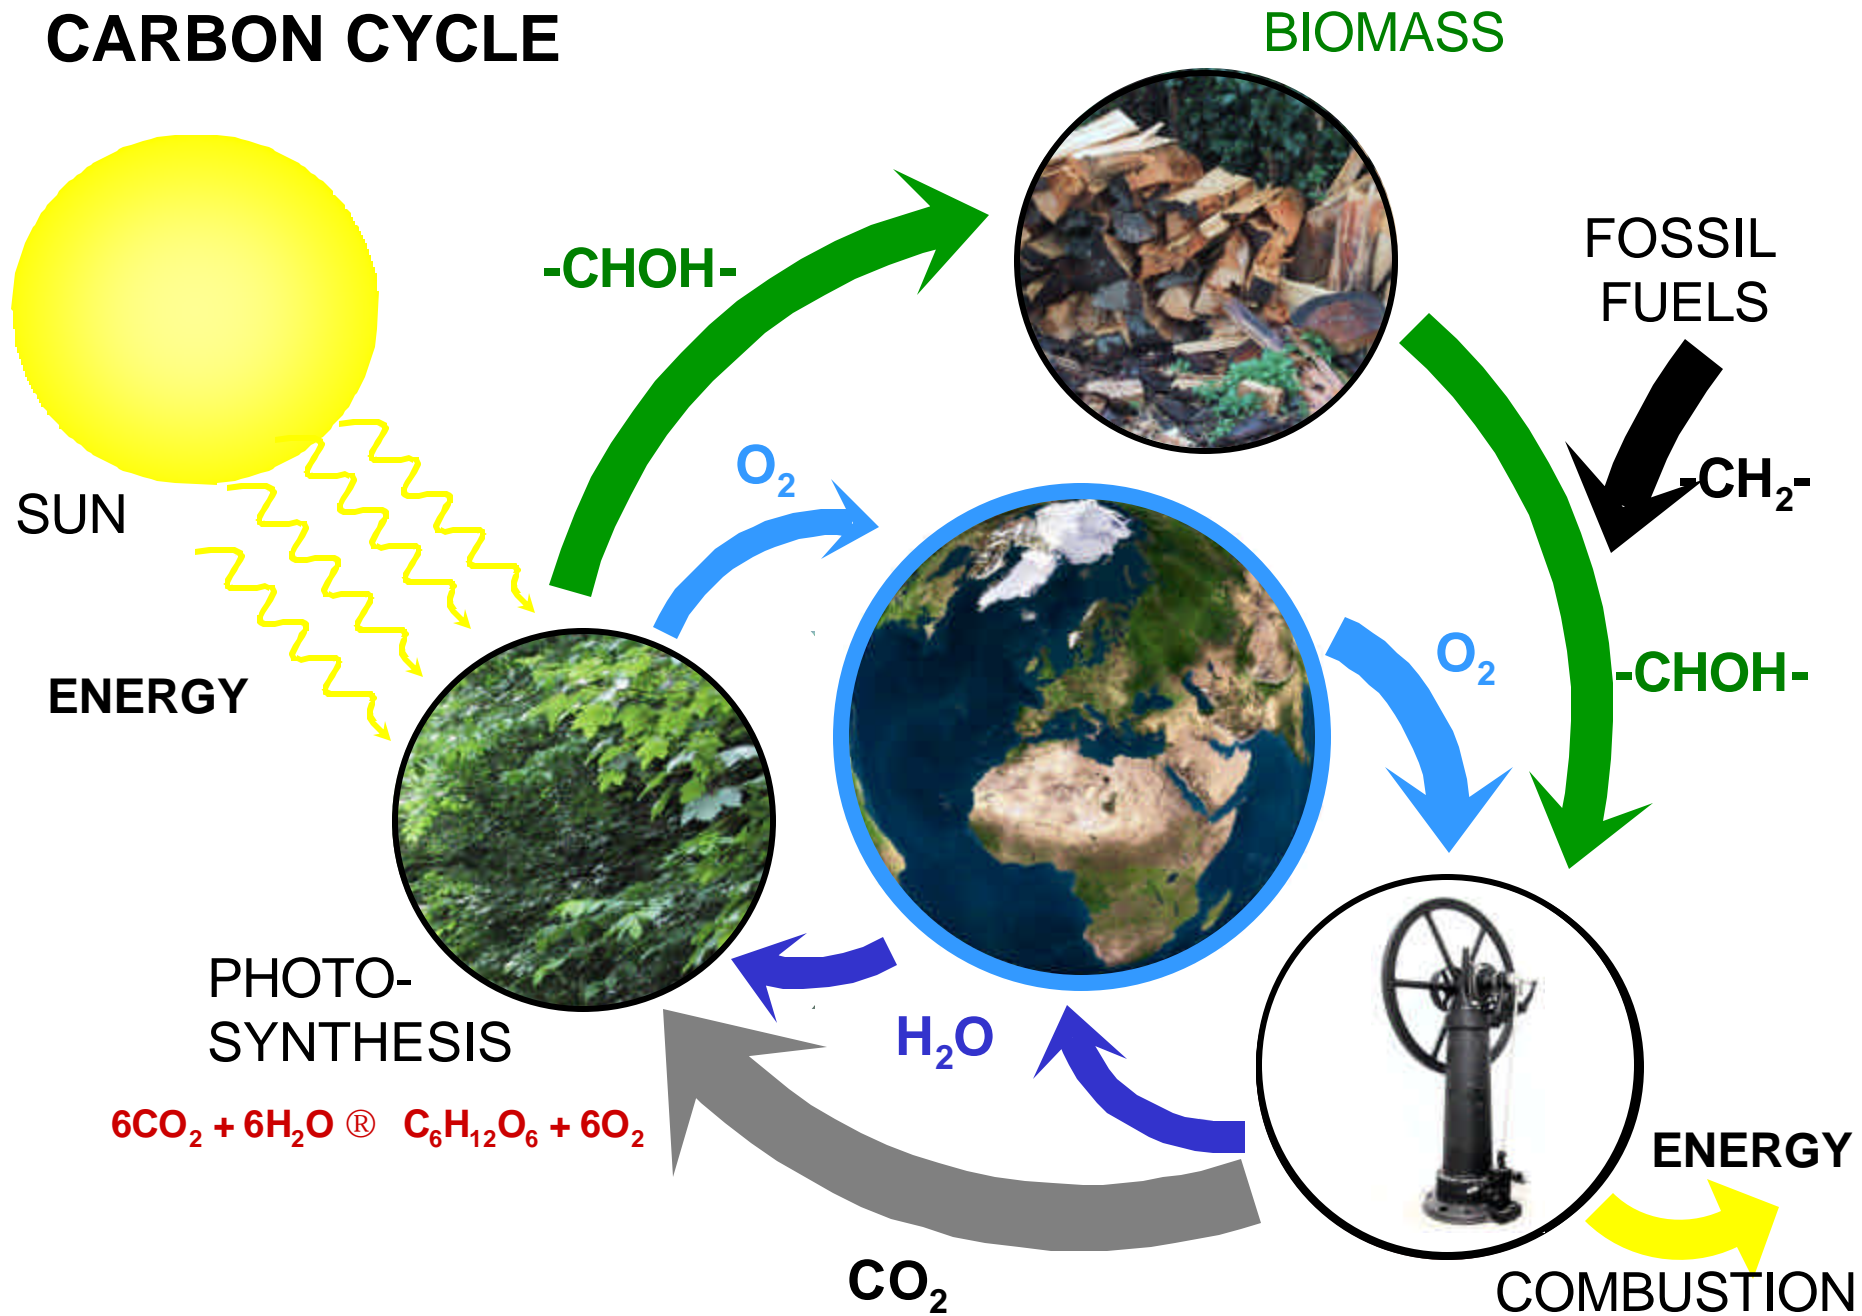 CARBON CYCLE
BIOMASS
FOSSIL
FUELS
-CHOH-
O₂
-CH₂-
SUN
O₂
-CHOH-
ENERGY
PHOTO-
SYNTHESIS
H₂O
6CO₂ + 6H₂O ® C₆H₁₂O₆ + 6O₂
ENERGY
CO₂
COMBUSTION